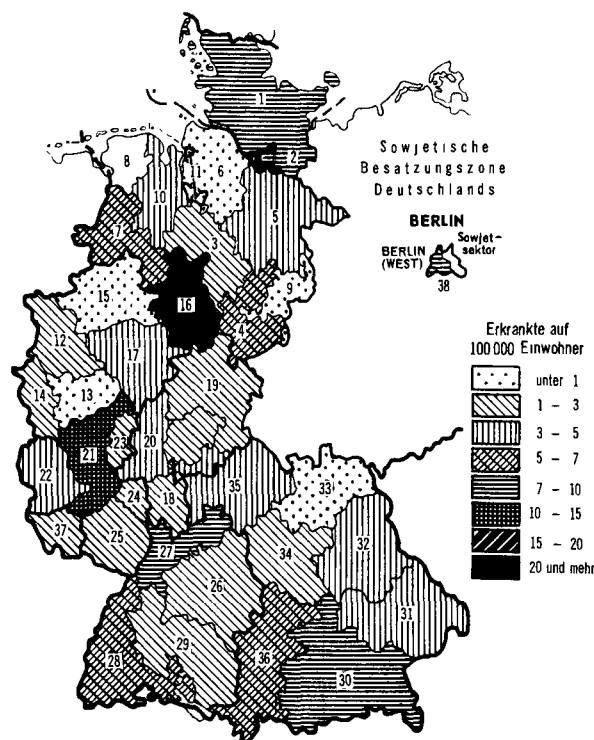 1
2
8
1
6
Sowjetische
Besatzungszone
Deutschlands
10
7
3
5
BERLIN
Sowjet-
sektor
BERLIN
(WEST)
38
15
16
9
4
12
17
Erkrankte auf
100 000 Einwohner
unter 1
1 – 3
3 – 5
5 – 7
7 – 10
10 – 15
15 – 20
20 und mehr
14
13
19
23
20
21
22
24
18
35
33
37
25
27
34
32
26
31
29
28
36
30